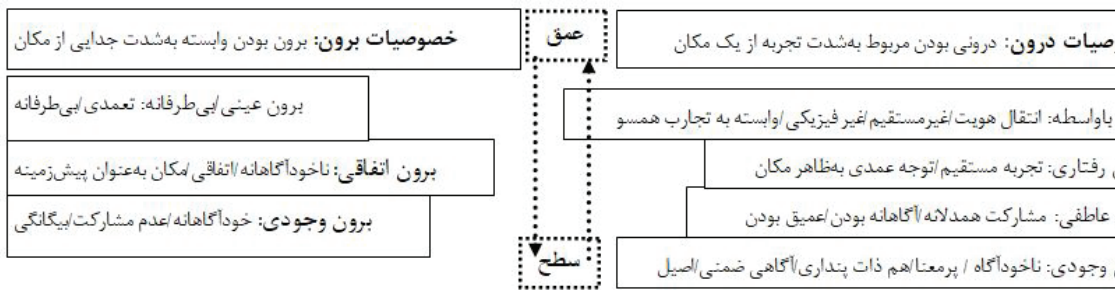 درون: درونی بودن مربوط به‌شدت تجربه از یک مکان
باواسطه: انتقال هویت/غیرمستقیم/غیر فیزیکی/وابسته به تجارب همسو
رفتاری: تجربه مستقیم/توجه عمدی به‌ظاهر مکان
عاطفی: مشارکت همدلانه/آگاهانه بودن/عمیق بودن
وجودی: ناخودآگاه / پرمعنا/هم ذات پنداری/آگاهی ضمنی/اصیل
عمق
سطح
خصوصیات برون: برون بودن وابسته به‌شدت جدایی از مکان
برون عینی/بی‌طرفانه: تعمدی/بی‌طرفانه
برون اتفاقی: ناخودآگاهانه/اتفاقی/مکان به‌عنوان پیش‌زمینه
برون وجودی: خودآگاهانه/عدم مشارکت/بیگانگی